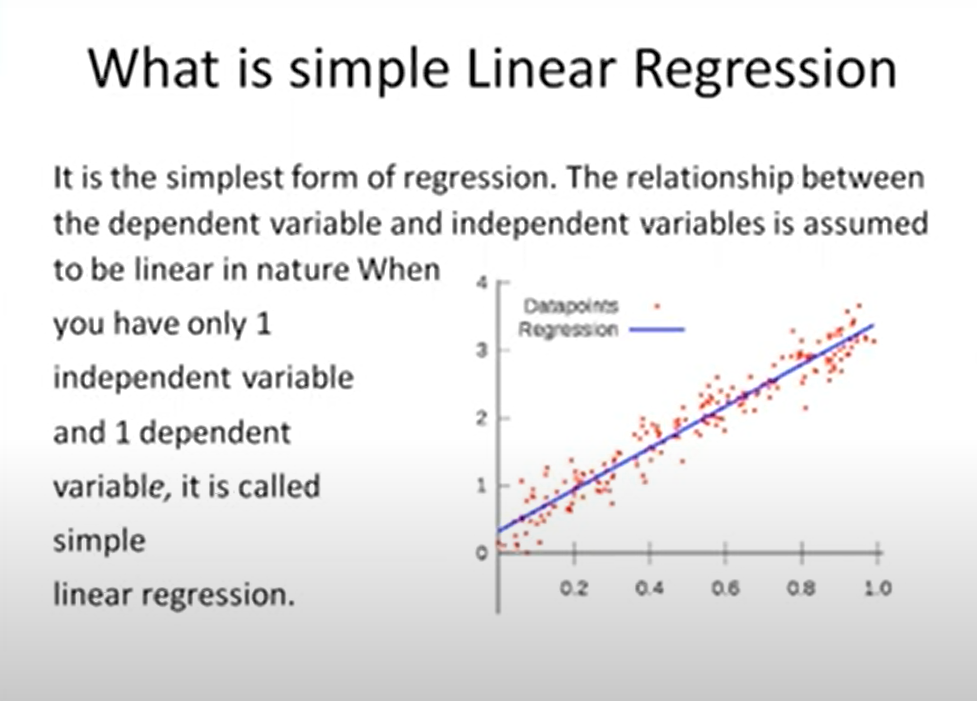 What is simple Linear Regression
It is the simplest form of regression. The relationship between
the dependent variable and independent variables is assumed
to be linear in nature When
you have only 1
independent variable
and 1 dependent
variable, it is called
simple
linear regression.
4
Datapoints
Regression
3
2
1
0
0.2 0.4 0.6 0.8 1.0